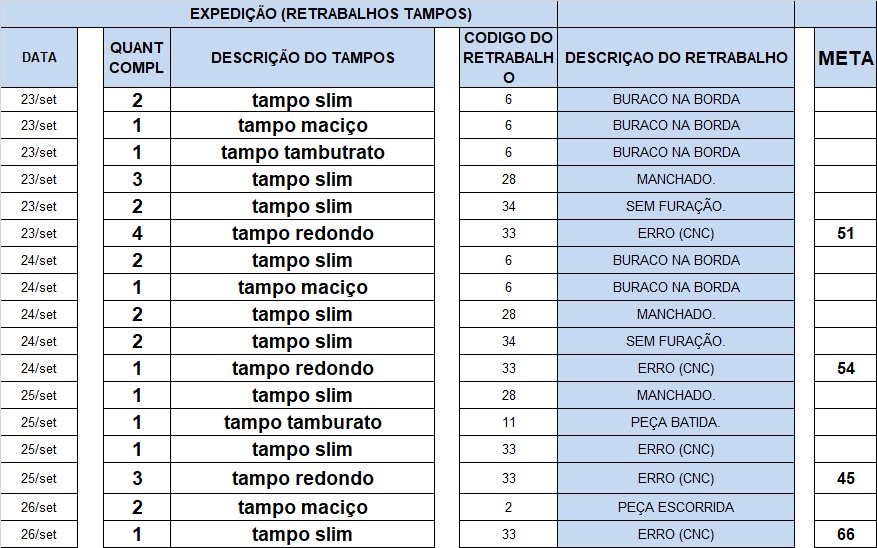 EXPEDIÇÃO (RETRABALHOS TAMPOS)
DATA QUANT COMPL DESCRIÇÃO DO TAMPOS CODIGO DO RETRABALHO DESCRIÇAO DO RETRABALHO META
23/set 2 tampo slim 6 BURACO NA BORDA
23/set 1 tampo maciço 6 BURACO NA BORDA
23/set 1 tampo tambutrato 6 BURACO NA BORDA
23/set 3 tampo slim 28 MANCHADO.
23/set 2 tampo slim 34 SEM FURAÇÃO.
23/set 4 tampo redondo 33 ERRO (CNC) 51
24/set 2 tampo slim 6 BURACO NA BORDA
24/set 1 tampo maciço 6 BURACO NA BORDA
24/set 2 tampo slim 28 MANCHADO.
24/set 2 tampo slim 34 SEM FURAÇÃO.
24/set 1 tampo redondo 33 ERRO (CNC) 54
25/set 1 tampo slim 28 MANCHADO.
25/set 1 tampo tamburato 11 PEÇA BATIDA.
25/set 1 tampo slim 33 ERRO (CNC)
25/set 3 tampo redondo 33 ERRO (CNC) 45
26/set 2 tampo maciço 2 PEÇA ESCORRIDA
26/set 1 tampo slim 33 ERRO (CNC) 66